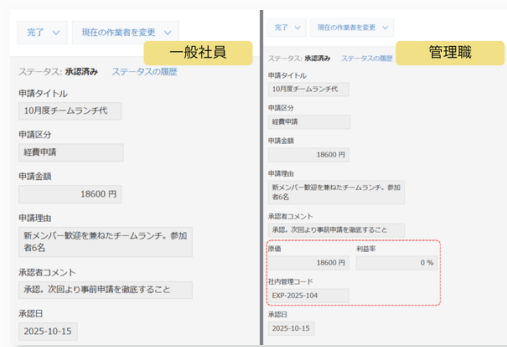 完了
現在の作業者を変更
一般社員
ステータス: 承認済み ステータスの履歴
申請タイトル
10月度チームランチ代
申請区分
経費申請
申請金額
18600 円
申請理由
新メンバー歓迎を兼ねたチームランチ。参加
者6名
承認者コメント
承認。次回より事前申請を徹底すること
承認日
2025-10-15
完了
現在の作業者を変更
管理職
ステータス: 承認済み ステータスの履歴
申請タイトル
10月度チームランチ代
申請区分
経費申請
申請金額
18600 円
申請理由
新メンバー歓迎を兼ねたチームランチ。参加
者6名
承認者コメント
承認。次回より事前申請を徹底すること
原価 利益率
18600 円 0 %
社内管理コード
EXP-2025-104
承認日
2025-10-15